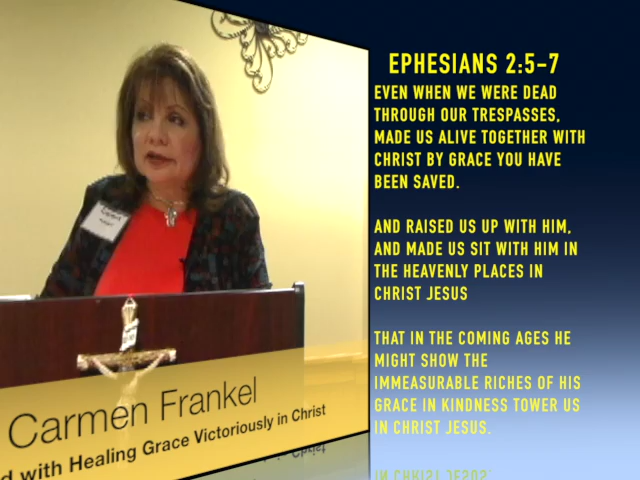 EPHESIANS 2:5-7
EVEN WHEN WE WERE DEAD
THROUGH OUR TRESPASSES,
MADE US ALIVE TOGETHER WITH
CHRIST BY GRACE YOU HAVE
BEEN SAVED.
AND RAISED US UP WITH HIM,
AND MADE US SIT WITH HIM IN
THE HEAVENLY PLACES IN
CHRIST JESUS
THAT IN THE COMING AGES HE
MIGHT SHOW THE
IMMEASURABLE RICHES OF HIS
GRACE IN KINDNESS TOWER US
IN CHRIST JESUS.
Carmen Frankel
d with Healing Grace Victoriously in Christ